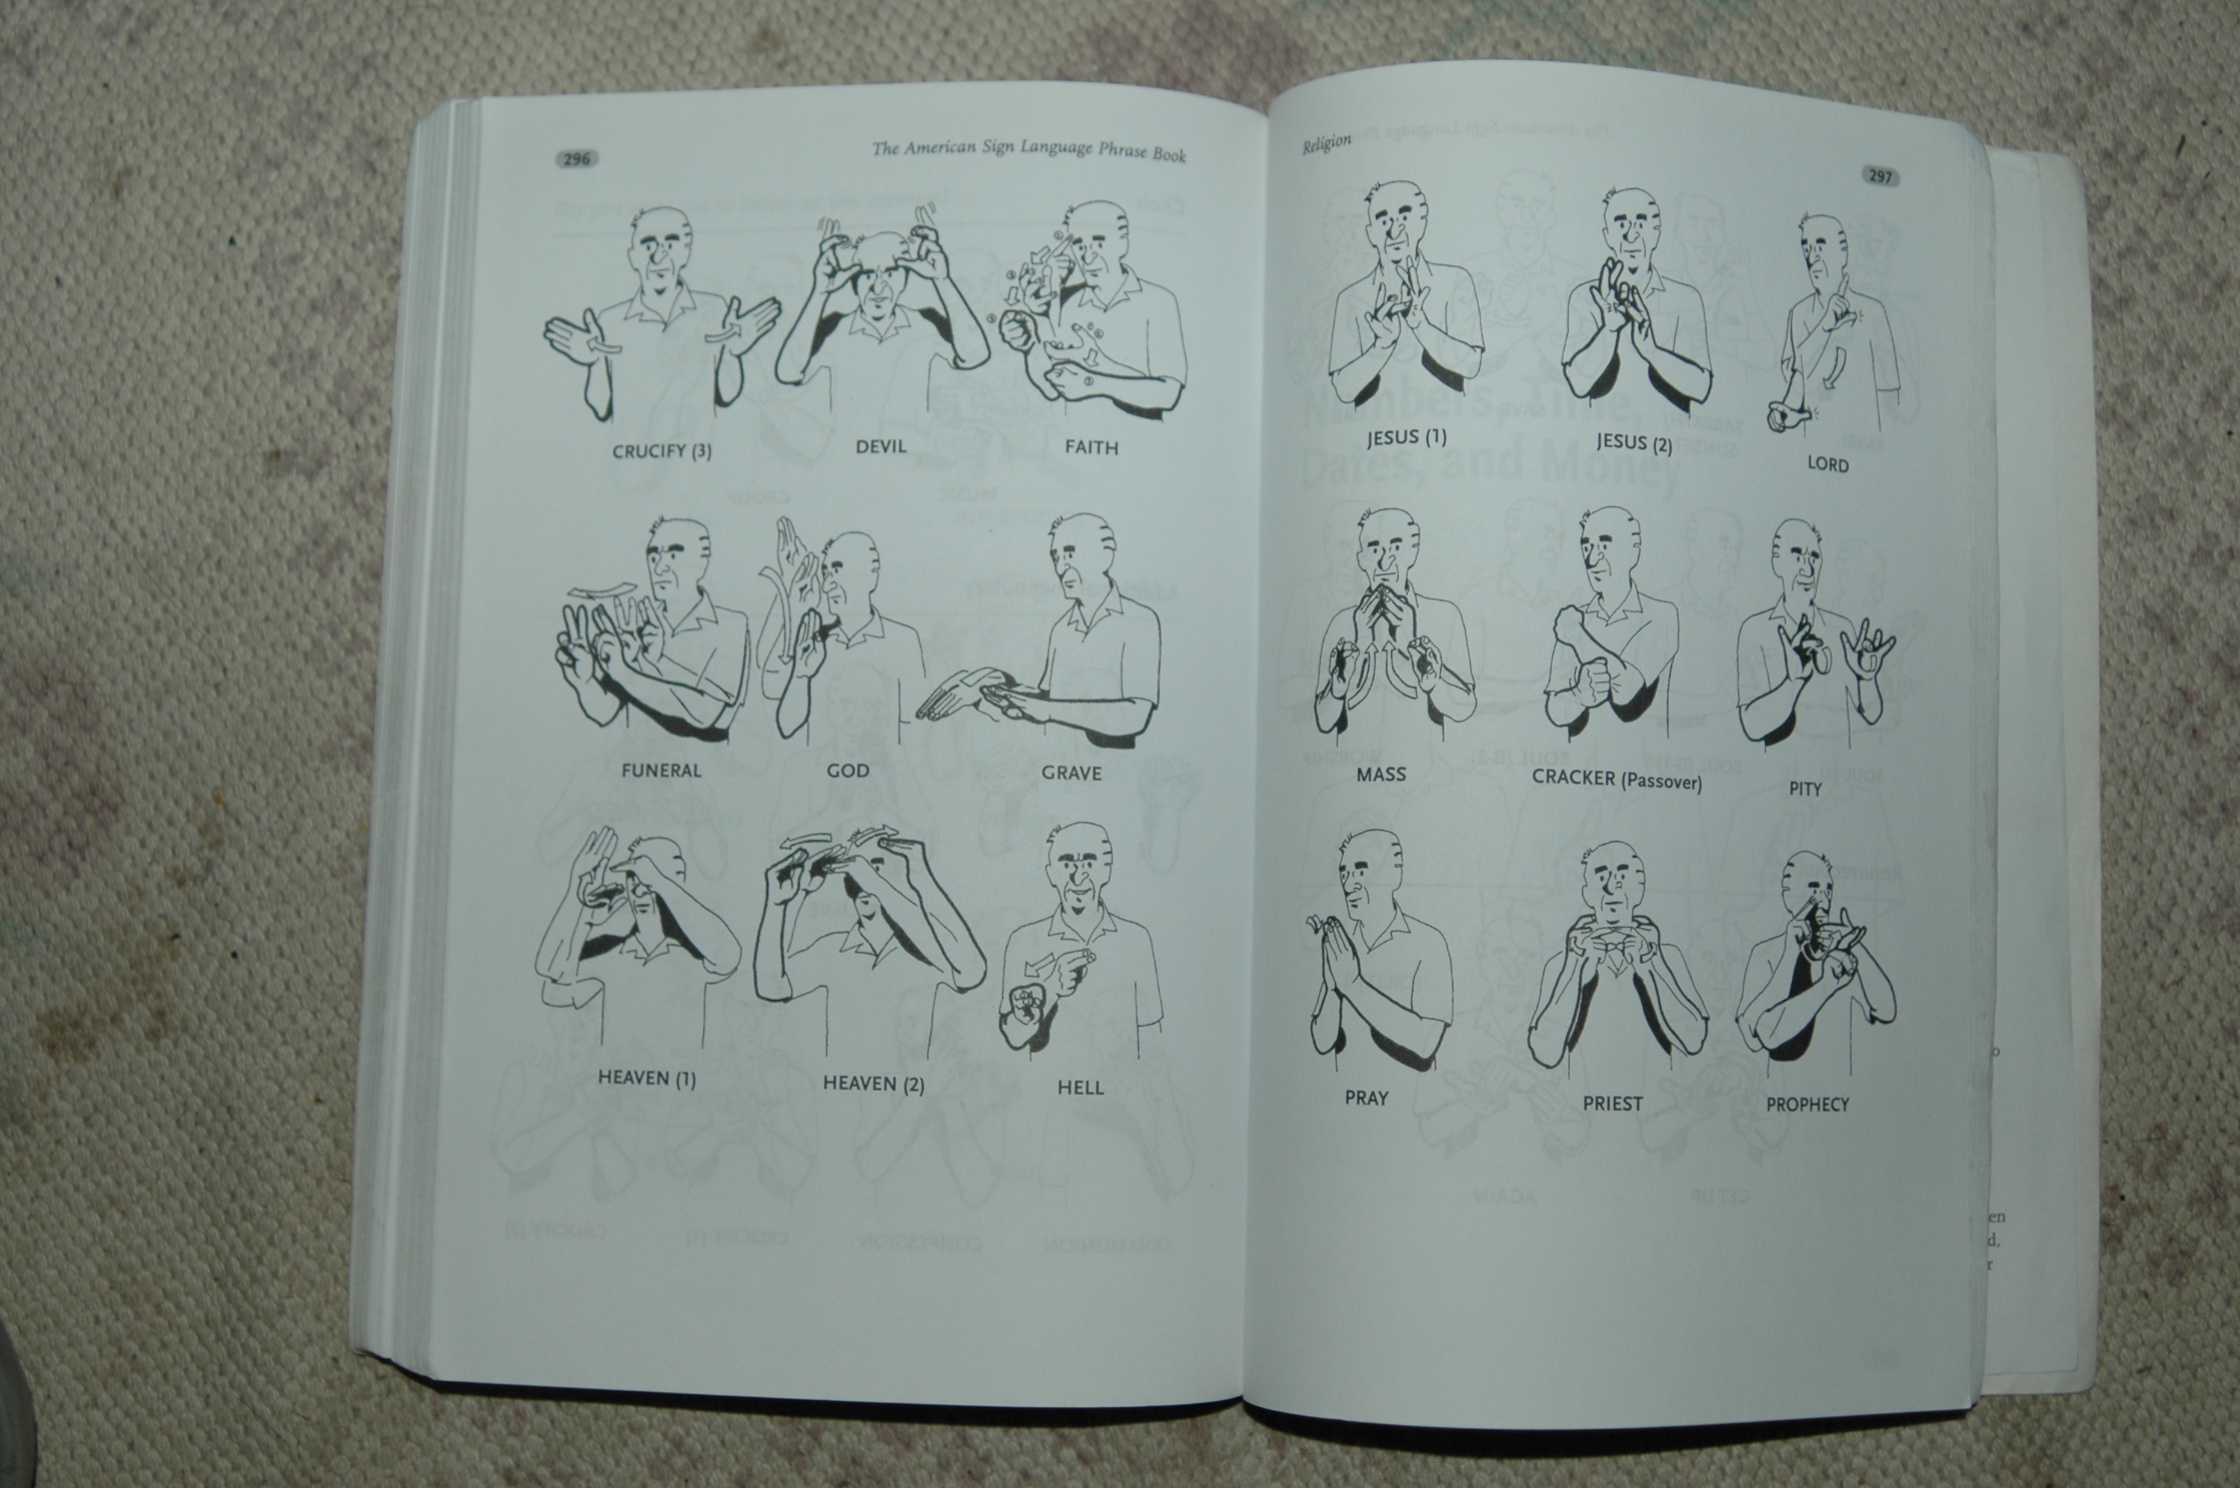 296
The American Sign Language Phrase Book
CRUCIFY (3)
DEVIL
FAITH
FUNERAL
GOD
GRAVE
HEAVEN (1)
HEAVEN (2)
HELL
Religion
297
JESUS (1)
JESUS (2)
LORD
MASS
CRACKER (Passover)
PITY
PRAY
PRIEST
PROPHECY
en
d,
r